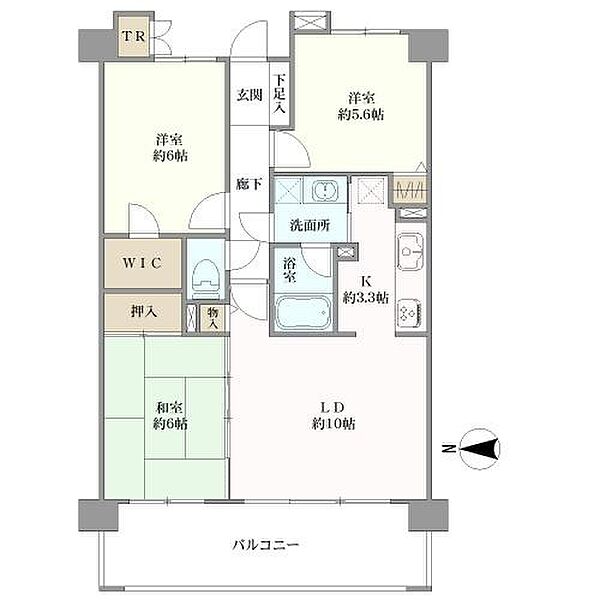 TR
玄関
下足入
洋室
約5.6帖
洋室
約6帖
廊下
洗面所
WIC
浴室
K
約3.3帖
押入
物入
和室
約6帖
LD
約10帖
N
バルコニー